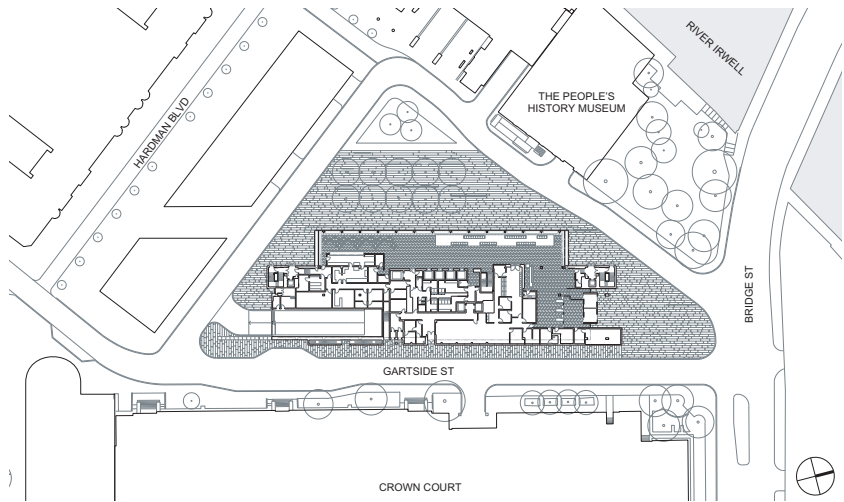 RIVER IRWELL
THE PEOPLE'S
HISTORY MUSEUM
HARDMAN BLVD
BRIDGE ST
GARTSIDE ST
CROWN COURT